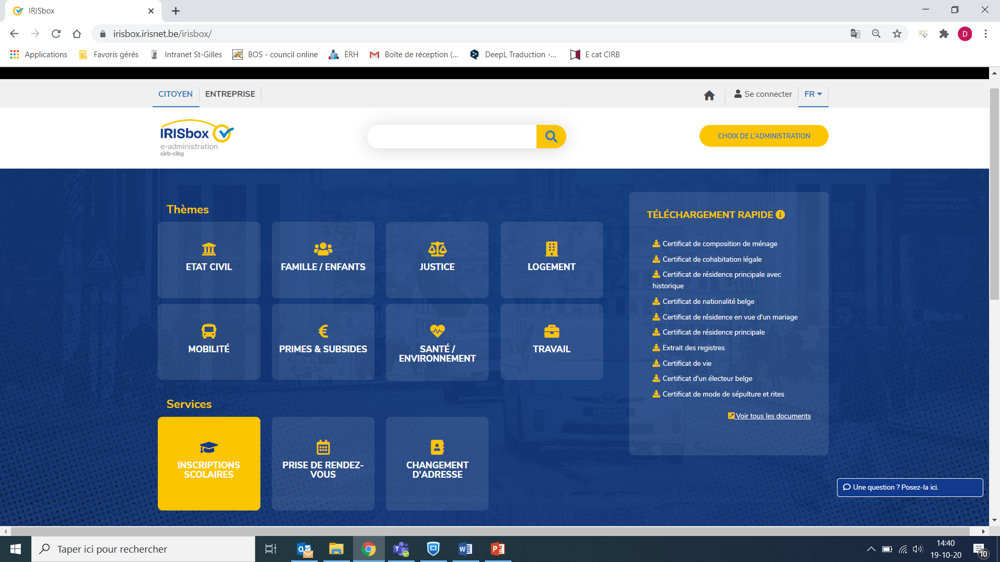 IRISbox
irisbox.irisnet.be/irisbox/
D
Applications
Favoris gérés
Intranet St-Gilles
BOS - council online
ERH
Boîte de réception (...
DeepL Traduction -...
E cat CIRB
CITOYEN
ENTREPRISE
Se connecter
FR
IRISbox
e-administration
cirb-cibg
CHOIX DE L'ADMINISTRATION
Thèmes
ETAT CIVIL
FAMILLE / ENFANTS
JUSTICE
LOGEMENT
MOBILITÉ
PRIMES & SUBSIDES
SANTÉ /
ENVIRONNEMENT
TRAVAIL
Services
INSCRIPTIONS
SCOLAIRES
PRISE DE RENDEZ-
VOUS
CHANGEMENT
D'ADRESSE
TÉLÉCHARGEMENT RAPIDE
Certificat de composition de ménage
Certificat de cohabitation légale
Certificat de résidence principale avec
historique
Certificat de nationalité belge
Certificat de résidence en vue d'un mariage
Certificat de résidence principale
Extrait des registres
Certificat de vie
Certificat d'un électeur belge
Certificat de mode de sépulture et rites
Voir tous les documents
Une question ? Posez-la ici.
Taper ici pour rechercher
14:40
19-10-20
10